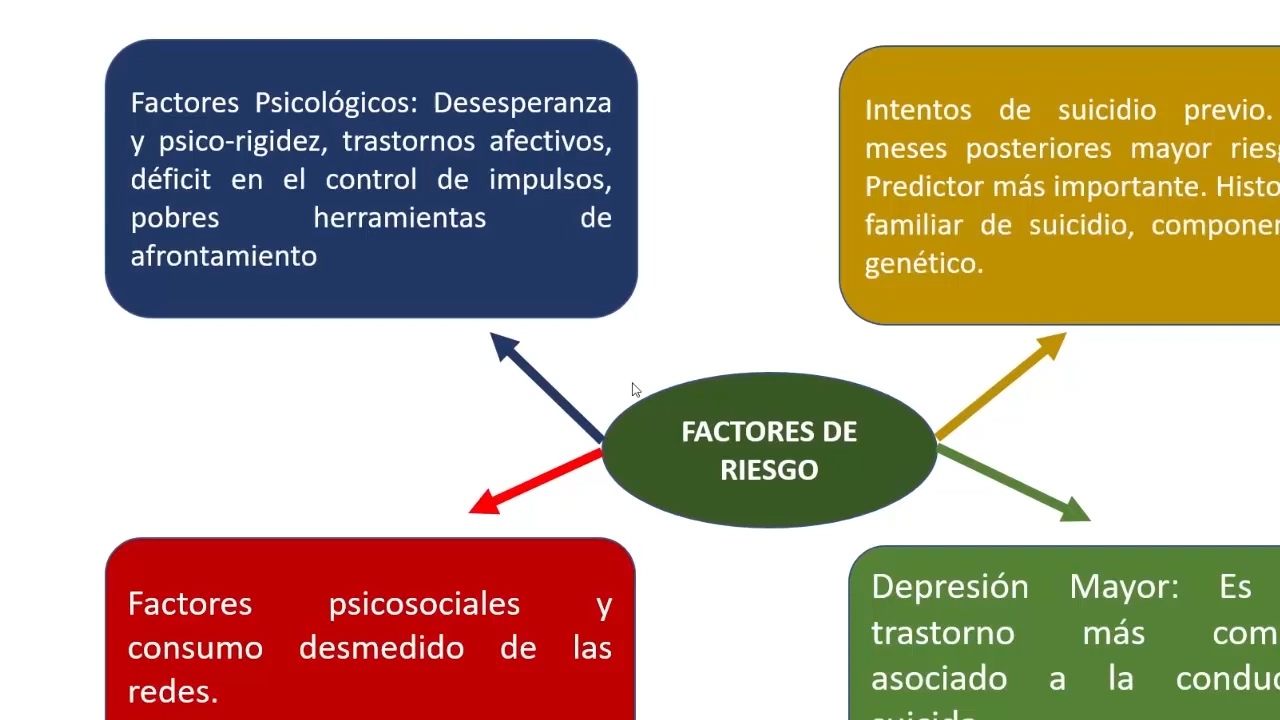 Factores Psicológicos: Desesperanza
y psico-rigidez, trastornos afectivos,
déficit en el control de impulsos,
pobres herramientas de
afrontamiento
Intentos de suicidio previo.
meses posteriores mayor
Predictor más importante.
familiar de suicidio,
genético.
FACTORES DE
RIESGO
Factores psicosociales y
consumo desmedido de las
redes.
Depresión Mayor: Es
trastorno más
asociado a la